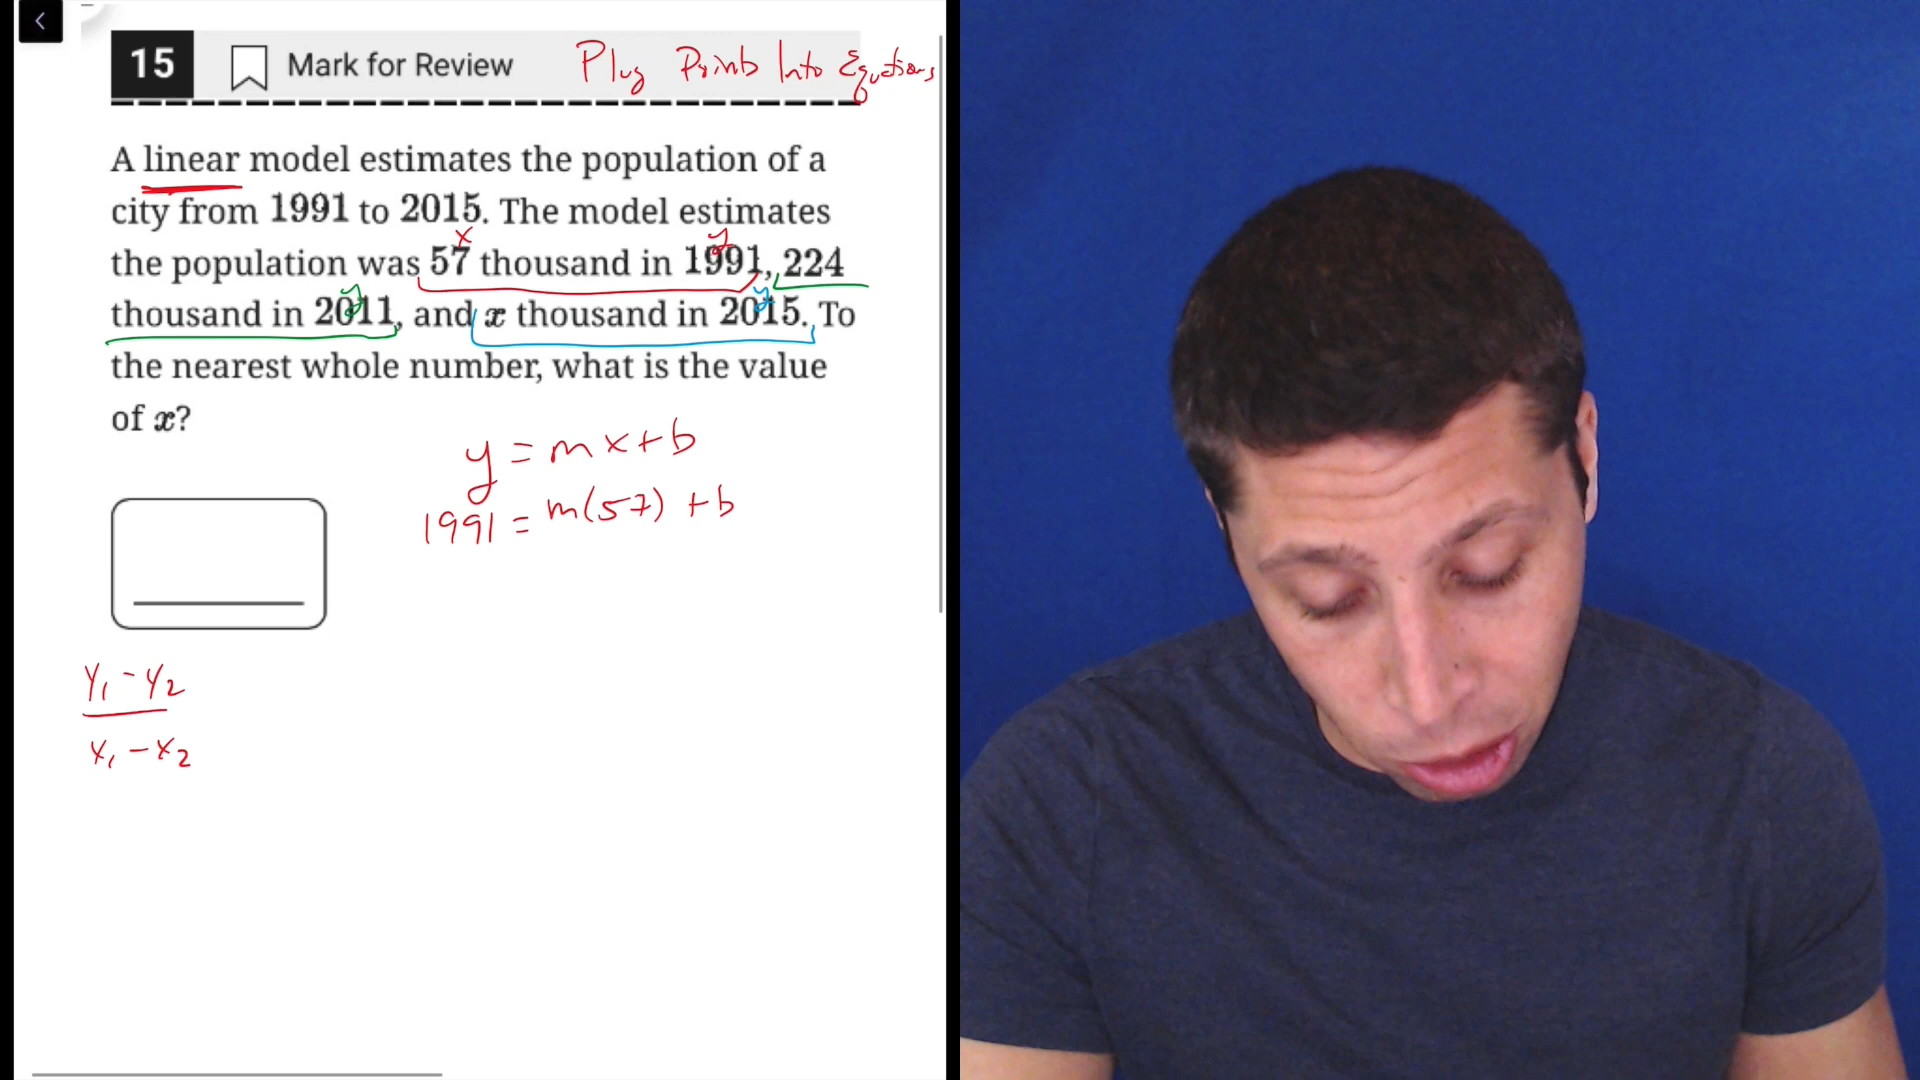 15 Mark for Review Plug Points Into Equations
A linear model estimates the population of a
city from 1991 to 2015. The model estimates
x y
the population was 57 thousand in 1991, 224
y y
thousand in 2011, and x thousand in 2015. To
the nearest whole number, what is the value
of x?
y = mx+b
1991 = m(57) +b
y₁ - y₂
x₁ - x₂